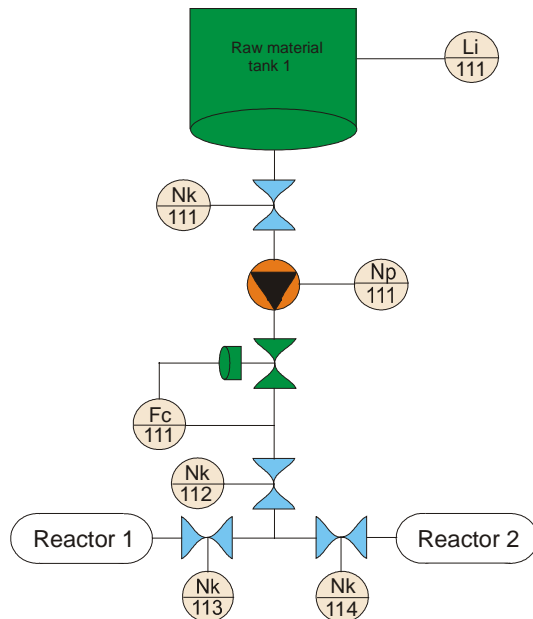 Raw material
tank 1
Li
111
Nk
111
Np
111
Fc
111
Nk
112
Reactor 1
Reactor 2
Nk
113
Nk
114